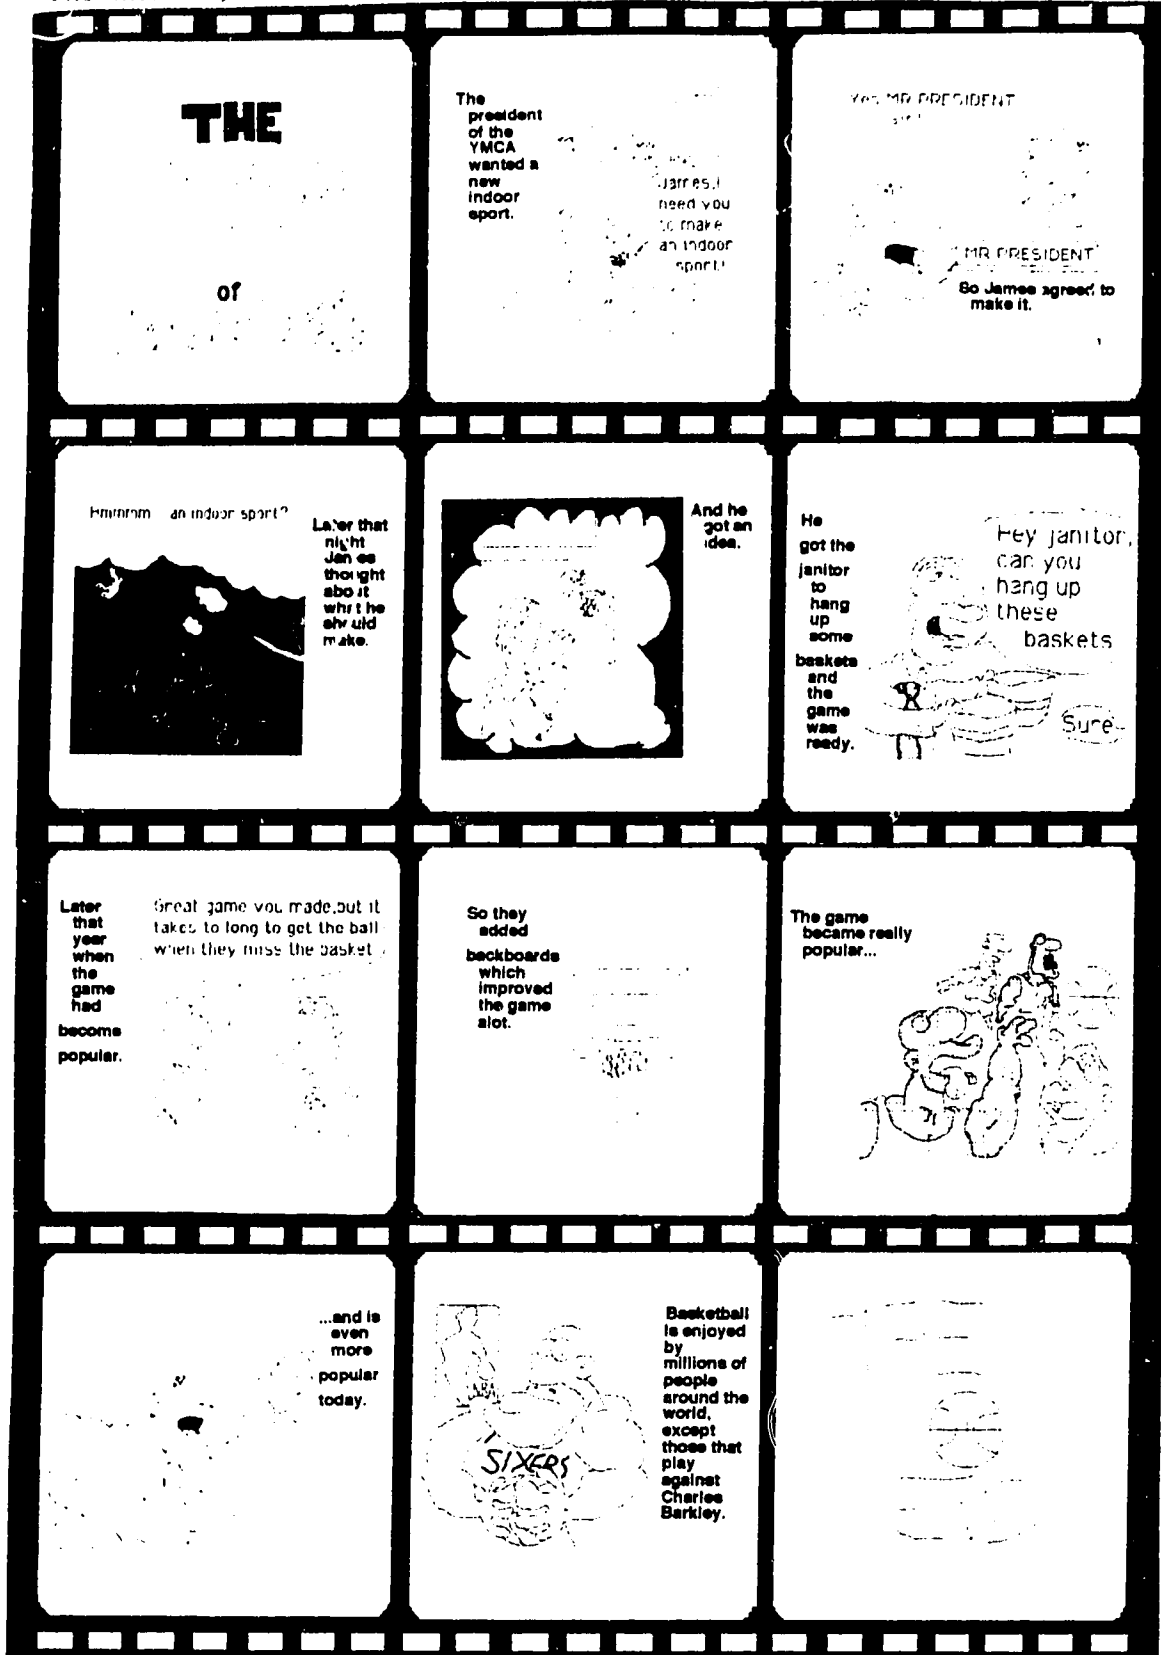 THE
of
The
president
of the
YMCA
wanted a
new
indoor
sport.
James,I
need you
to make
an indoor
sport!
Yes MR PRESIDENT
sir!
MR PRESIDENT
So James agreed to
make it.
Hmmmm an indoor sport?
Later that
night
James
thought
about
what he
should
make.
And he
got an
idea.
He
got the
janitor
to
hang
up
some
baskets
and
the
game
was
ready.
Hey janitor,
can you
hang up
these
baskets
Sure
Later
that
year
when
the
game
had
become
popular.
Great game you made,but it
takes to long to get the ball
when they miss the basket
So they
added
backboards
which
improved
the game
alot.
The game
became really
popular...
...and is
even
more
popular
today.
SIXERS
Basketball
is enjoyed
by
millions of
people
around the
world,
except
those that
play
against
Charles
Barkley.